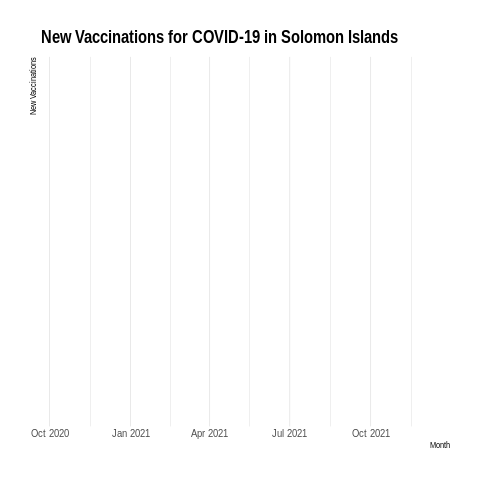 New Vaccinations for COVID-19 in Solomon Islands
New Vaccinations
Oct 2020 Jan 2021 Apr 2021 Jul 2021 Oct 2021
Month